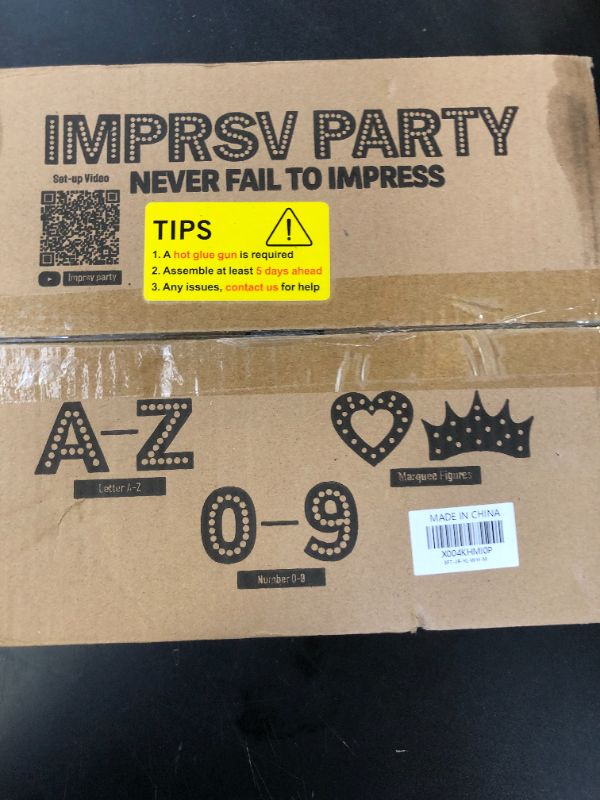 IMPRSV PARTY
Set-up Video
NEVER FAIL TO IMPRESS
TIPS
1. A hot glue gun is required
2. Assemble at least 5 days ahead
3. Any issues, contact us for help
Imprsv party
A-Z
Letter A-Z
Marquee Figures
0-9
Number 0-9
MADE IN CHINA
X004KHMI0P